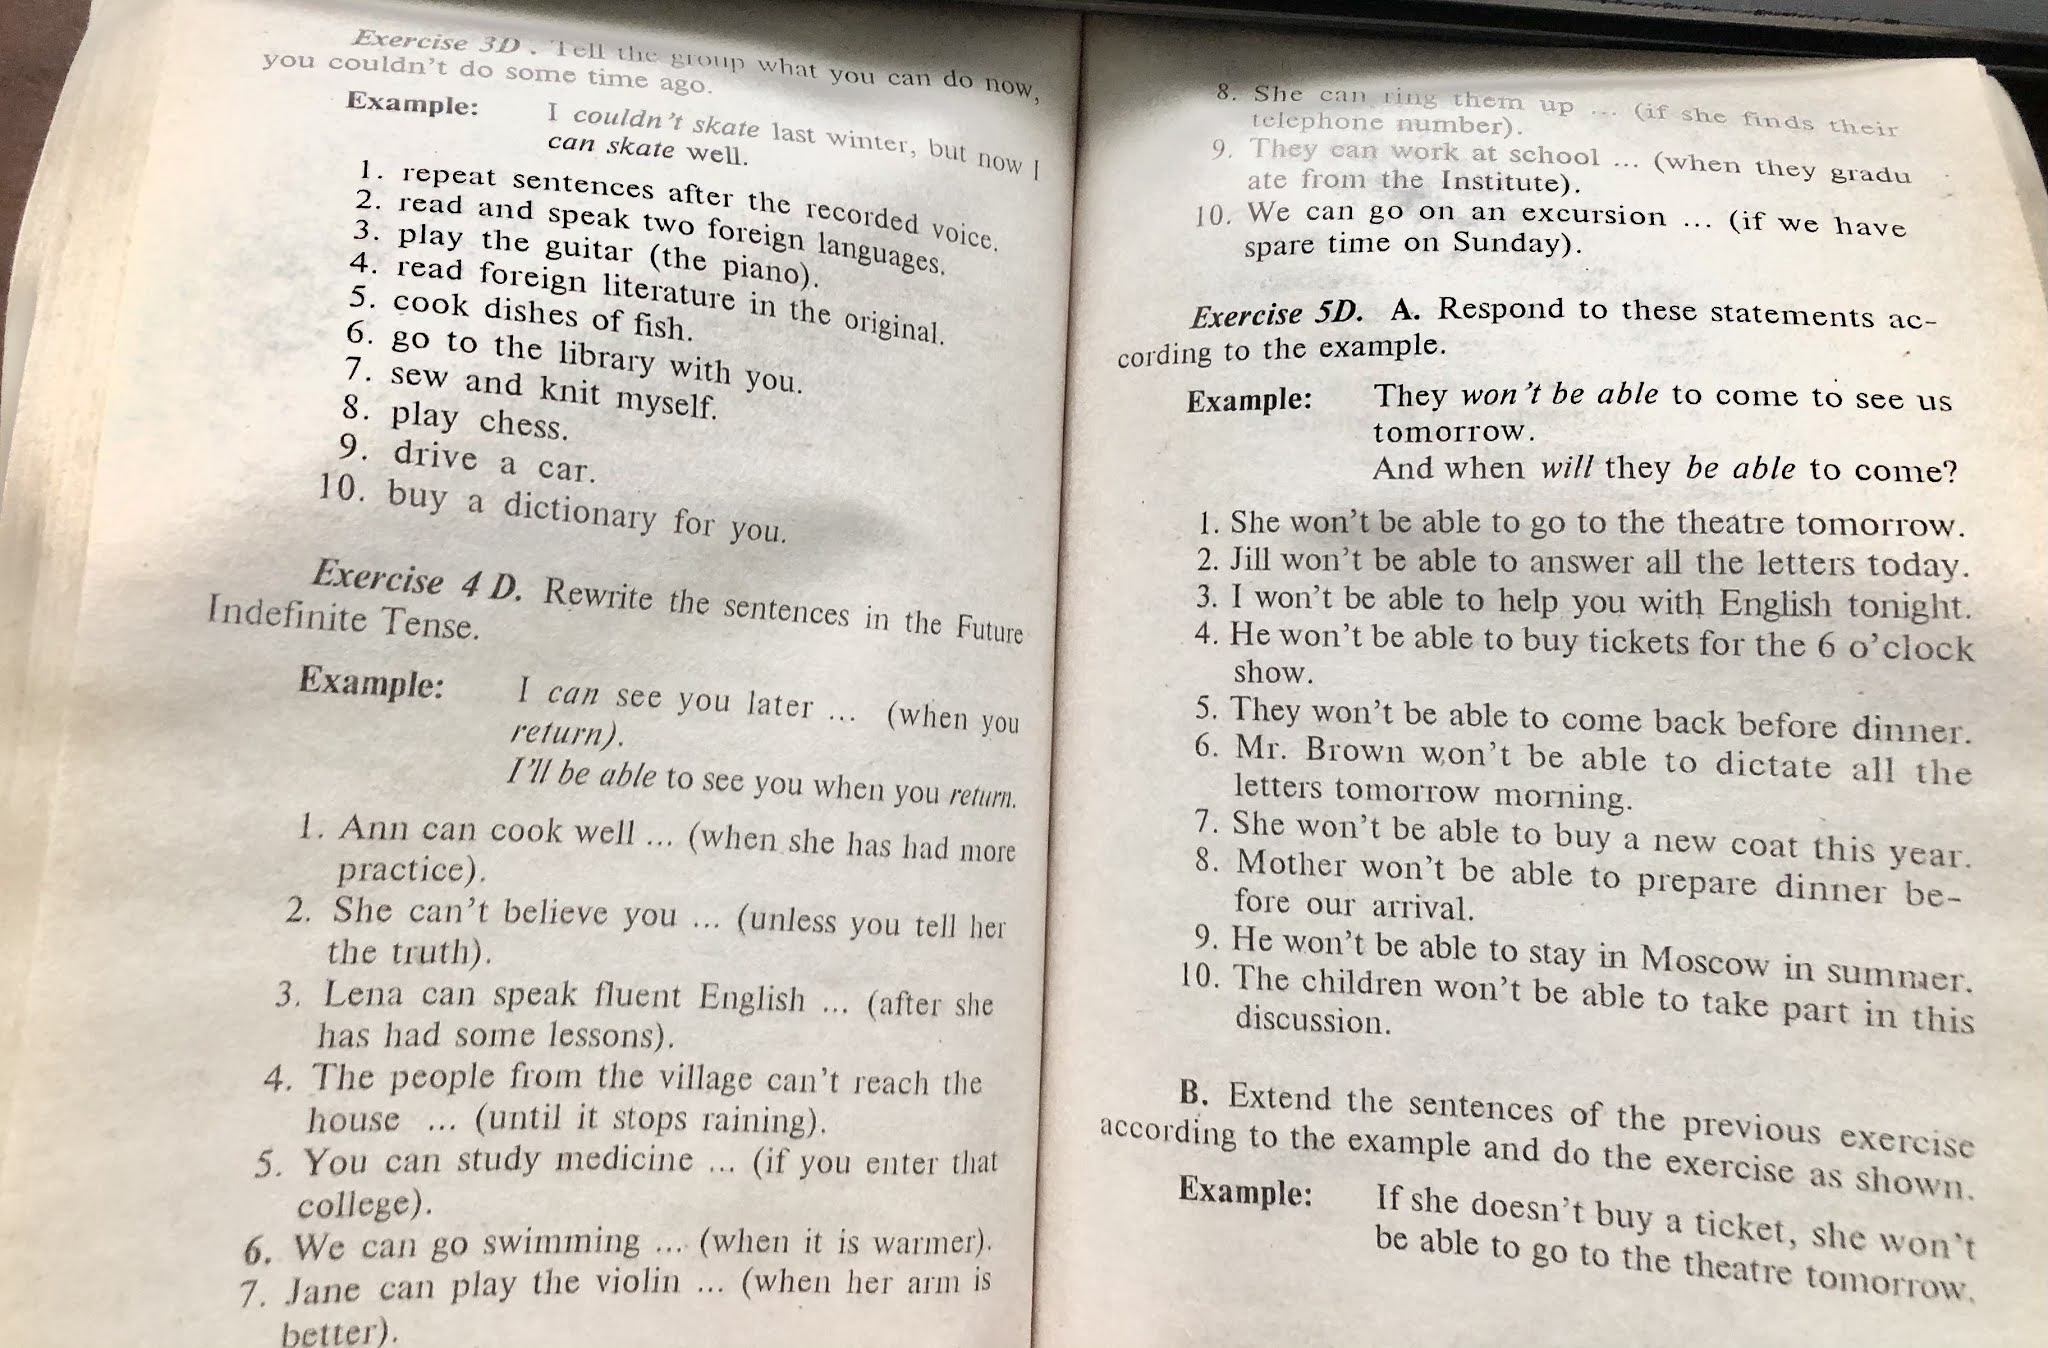 Exercise 3D. Tell the group what you can do now,
you couldn't do some time ago.
Example: I couldn't skate last winter, but now I
can skate well.
1. repeat sentences after the recorded voice.
2. read and speak two foreign languages.
3. play the guitar (the piano).
4. read foreign literature in the original.
5. cook dishes of fish.
6. go to the library with you.
7. sew and knit myself.
8. play chess.
9. drive a car.
10. buy a dictionary for you.
Exercise 4 D. Rewrite the sentences in the Future
Indefinite Tense.
Example: I can see you later ... (when you
return).
I'll be able to see you when you return.
1. Ann can cook well ... (when she has had more
practice).
2. She can't believe you ... (unless you tell her
the truth).
3. Lena can speak fluent English ... (after she
has had some lessons).
4. The people from the village can't reach the
house ... (until it stops raining).
5. You can study medicine ... (if you enter that
college).
6. We can go swimming ... (when it is warmer).
7. Jane can play the violin ... (when her arm is
better).
8. She can ring them up ... (if she finds their
telephone number).
9. They can work at school ... (when they gradu
ate from the Institute).
10. We can go on an excursion ... (if we have
spare time on Sunday).
Exercise 5D. A. Respond to these statements ac-
cording to the example.
Example: They won't be able to come to see us
tomorrow.
And when will they be able to come?
1. She won't be able to go to the theatre tomorrow.
2. Jill won't be able to answer all the letters today.
3. I won't be able to help you with English tonight.
4. He won't be able to buy tickets for the 6 o'clock
show.
5. They won't be able to come back before dinner.
6. Mr. Brown won't be able to dictate all the
letters tomorrow morning.
7. She won't be able to buy a new coat this year.
8. Mother won't be able to prepare dinner be-
fore our arrival.
9. He won't be able to stay in Moscow in summer.
10. The children won't be able to take part in this
discussion.
B. Extend the sentences of the previous exercise
according to the example and do the exercise as shown.
Example: If she doesn't buy a ticket, she won't
be able to go to the theatre tomorrow.